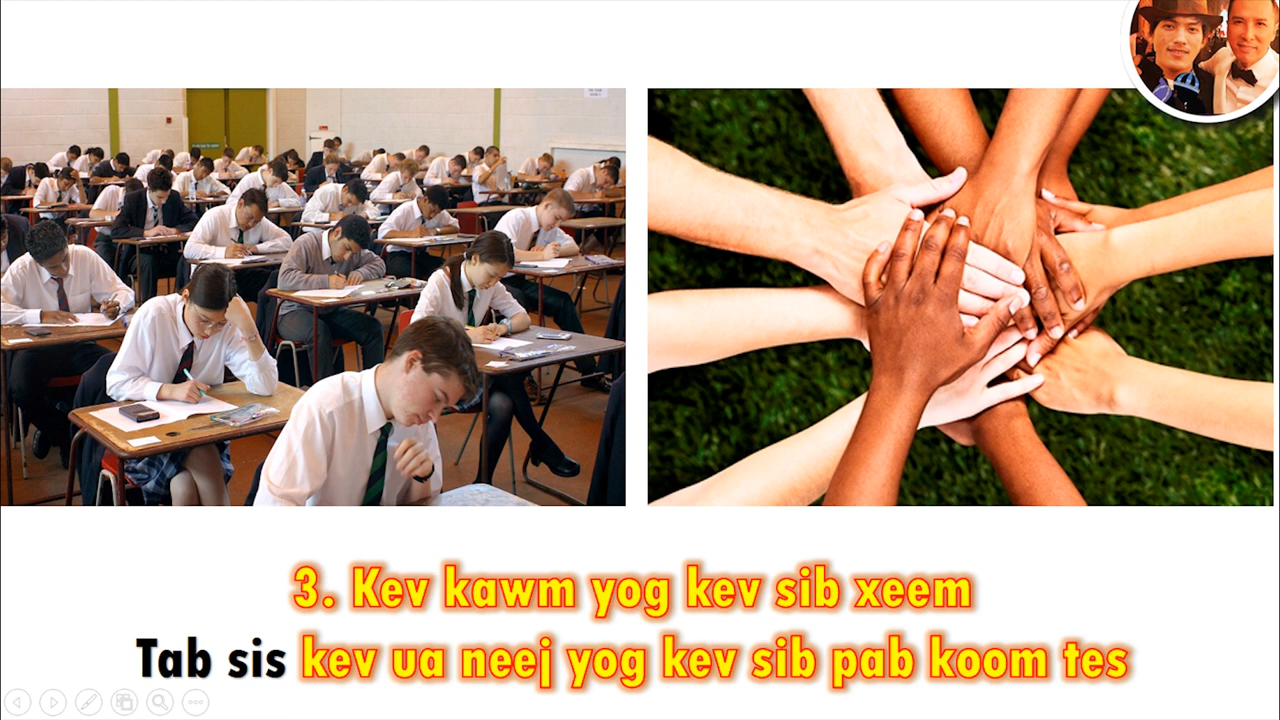 3. Kev kawm yog kev sib xeem
Tab sis kev ua neej yog kev sib pab koom tes